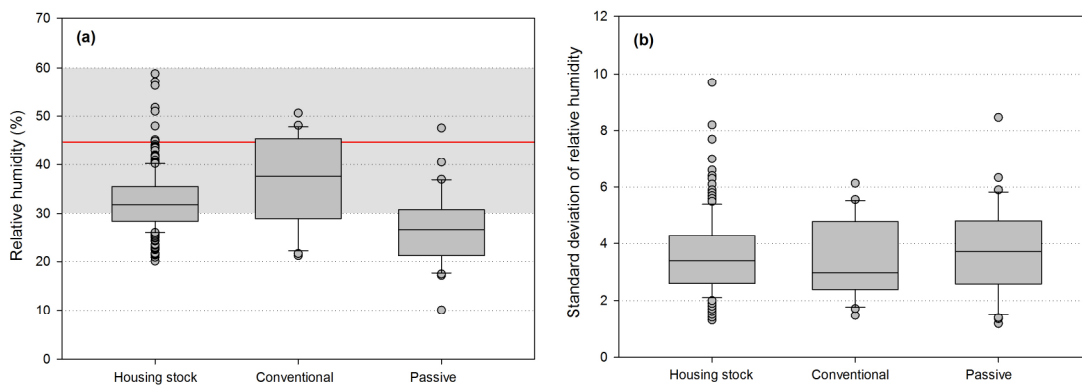 (a)
Relative humidity (%)
70
60
50
40
30
20
10
0
Housing stock Conventional Passive
(b)
Standard deviation of relative humidity
12
10
8
6
4
2
0
Housing stock Conventional Passive